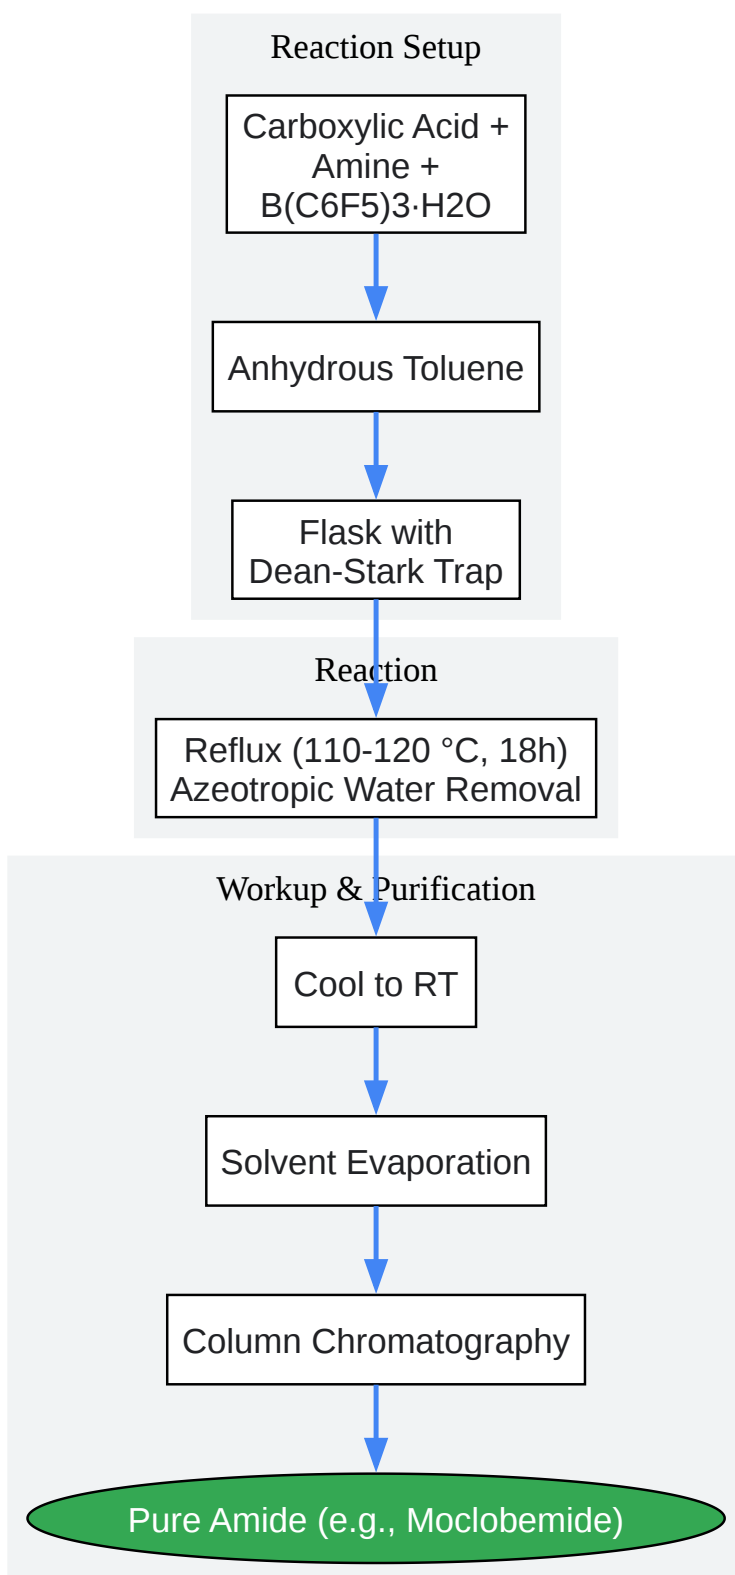 Reaction Setup
Carboxylic Acid +
Amine +
B(C6F5)3·H2O
Anhydrous Toluene
Flask with
Dean-Stark Trap
Reaction
Reflux (110-120 °C, 18h)
Azeotropic Water Removal
Workup & Purification
Cool to RT
Solvent Evaporation
Column Chromatography
Pure Amide (e.g., Moclobemide)